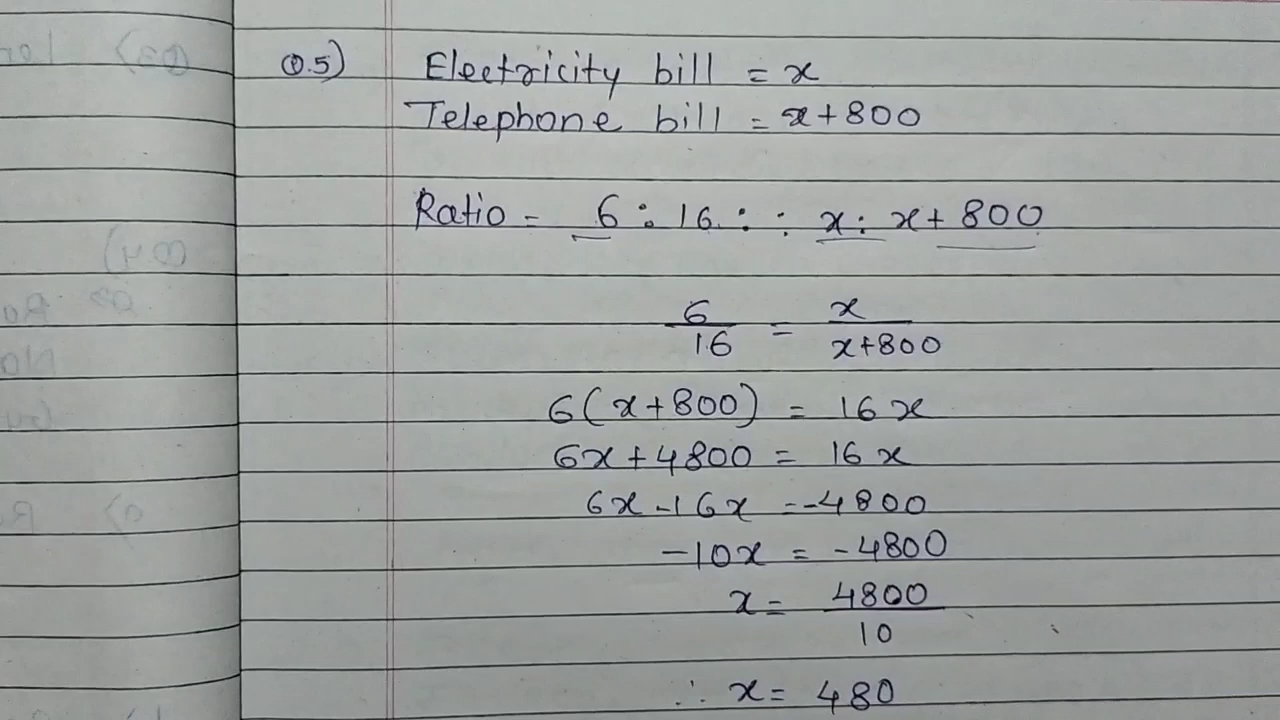 Q.5) Electricity bill = x
Telephone bill = x+800
Ratio = 6 : 16 : : x : x+ 800
6/16 = x/x+800
6(x+800) = 16x
6x+4800 = 16x
6x-16x = -4800
-10x = -4800
x = 4800/10
∴ x = 480